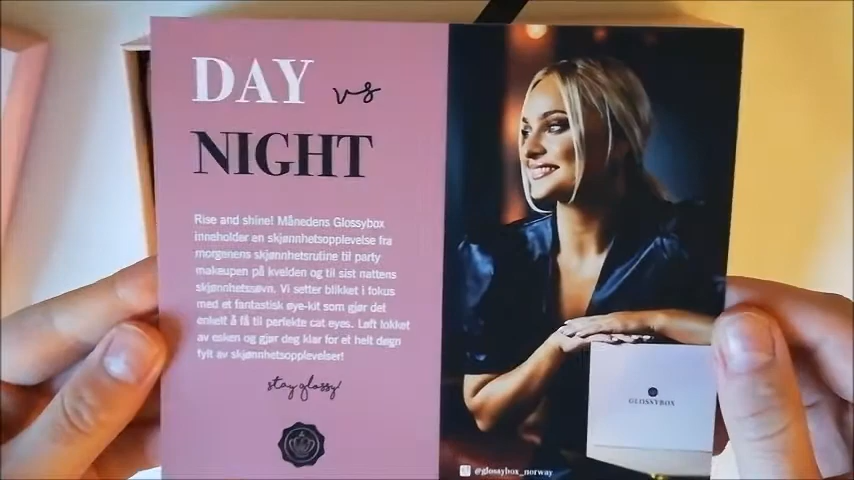 DAY vs
NIGHT
Rise and shine! Månedens Glossybox
inneholder en skjønnhetsopplevelse fra
morgenens skjønnhetsrutine til party
makeupen på kvelden og til sist nattens
skjønnhetssøvn. Vi setter blikket i fokus
med et fantastisk øye-kit som gjør det
enkelt å få til perfekte cat eyes. Løft lokket
av esken og gjør deg klar for et helt døgn
fylt av skjønnhetsopplevelser!
stay glossy
GLOSSYBOX
@glossybox_norway